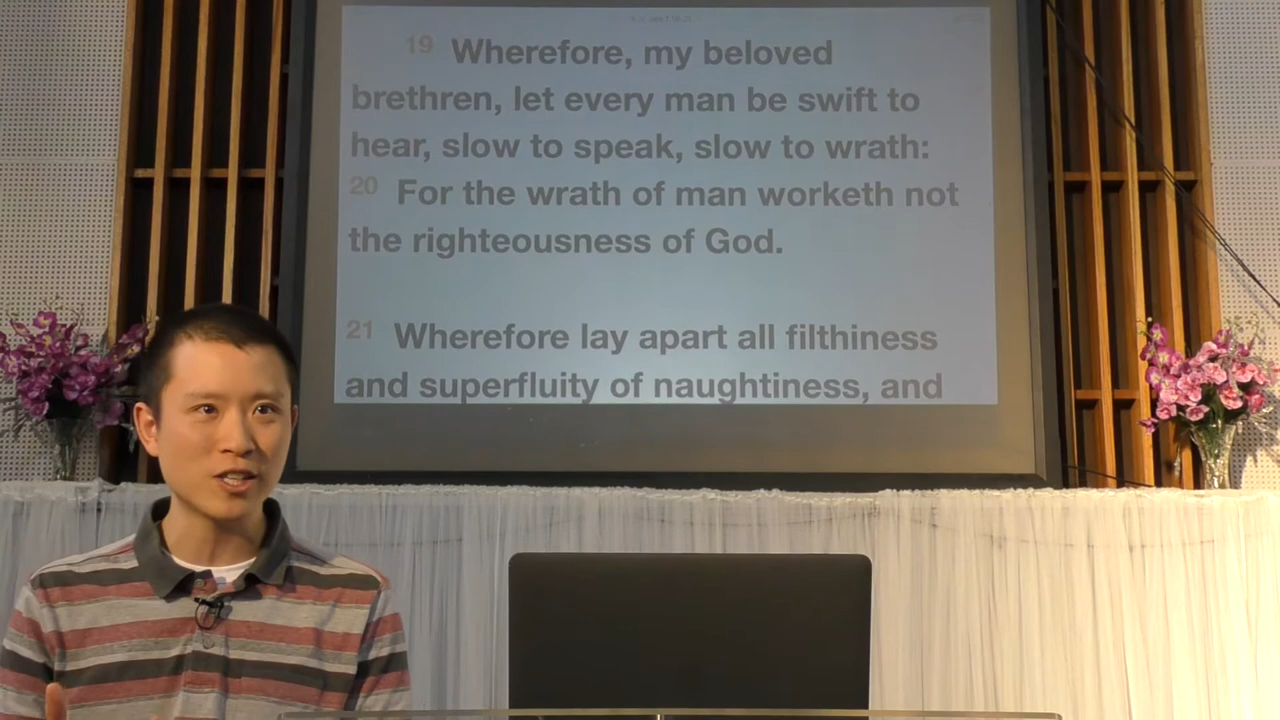 19 Wherefore, my beloved
brethren, let every man be swift to
hear, slow to speak, slow to wrath:
20 For the wrath of man worketh not
the righteousness of God.
21 Wherefore lay apart all filthiness
and superfluity of naughtiness, and